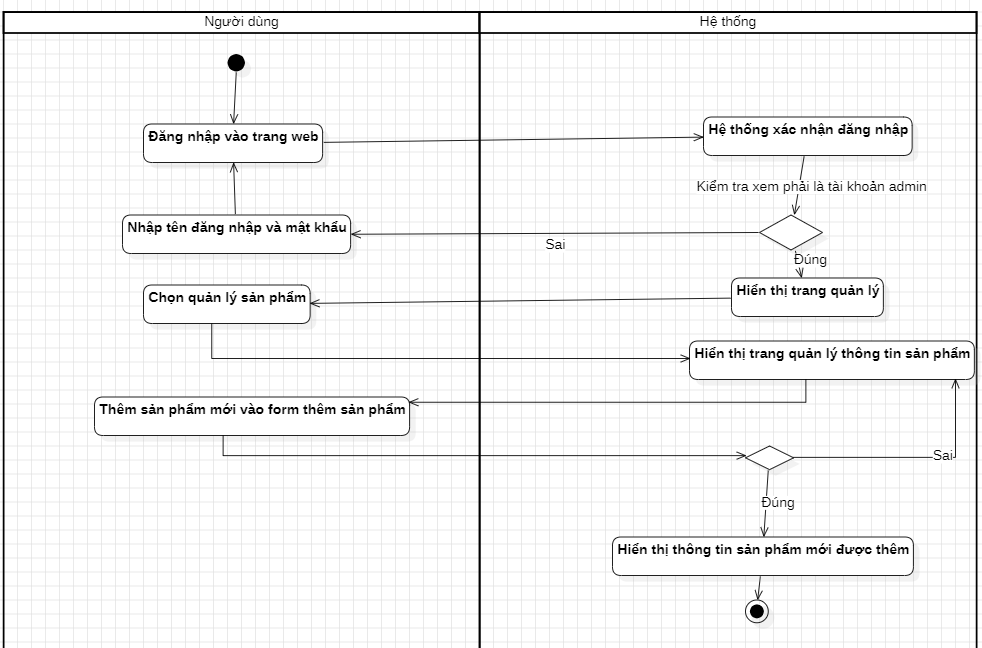 Người dùng
Hệ thống
Đăng nhập vào trang web
Hệ thống xác nhận đăng nhập
Kiểm tra xem phải là tài khoản admin
Nhập tên đăng nhập và mật khẩu
Sai
Đúng
Chọn quản lý sản phẩm
Hiển thị trang quản lý
Hiển thị trang quản lý thông tin sản phẩm
Thêm sản phẩm mới vào form thêm sản phẩm
Sai
Đúng
Hiển thị thông tin sản phẩm mới được thêm